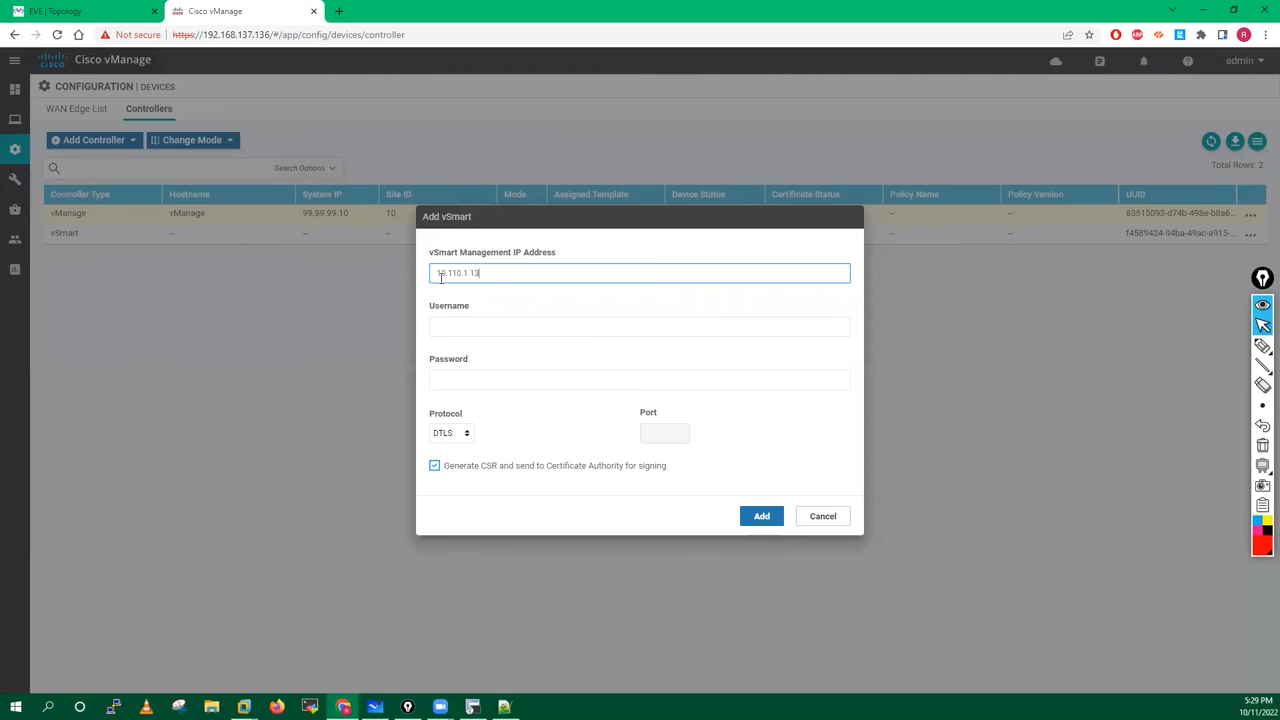 EVE | Topology
Cisco vManage
Not secure
https://192.168.137.136/#/app/config/devices/controller
R
CISCO
Cisco vManage
admin
CONFIGURATION | DEVICES
WAN Edge List
Controllers
Add Controller
Change Mode
Search Options
Total Rows: 2
Controller Type Hostname System IP Site ID Mode Assigned Template Device Status Certificate Status Policy Name Policy Version UUID
vManage vManage 99.99.99.10 10 -- -- 83515093-d74b-498e-b8a6... ...
vSmart -- -- -- -- -- f4589424-94ba-49ac-a915-... ...
Add vSmart
vSmart Management IP Address
10.110.1.13
Username
Password
Protocol
Port
DTLS
Generate CSR and send to Certificate Authority for signing
Add
Cancel
5:29 PM
10/11/2022